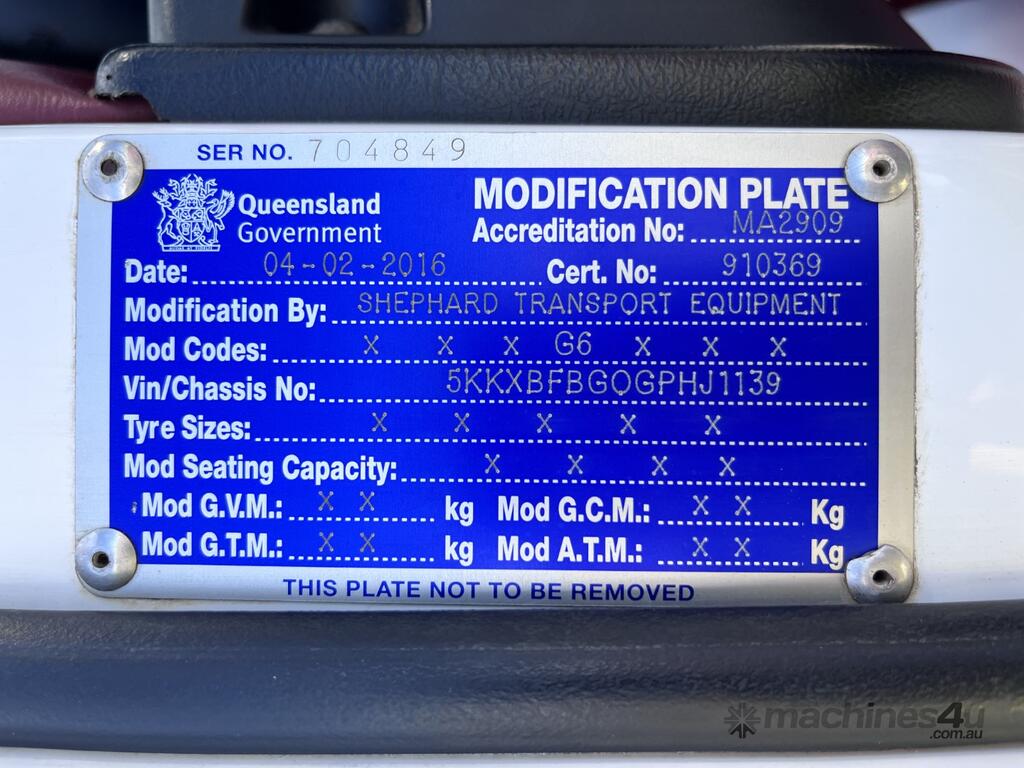 SER NO. 704849
Queensland Government
MODIFICATION PLATE
Accreditation No: MA2909
Date: 04-02-2016 Cert. No: 910369
Modification By: SHEPHARD TRANSPORT EQUIPMENT
Mod Codes: X X X G6 X X X
Vin/Chassis No: 5KKXBFBG0GPHJ1139
Tyre Sizes: X X X X X
Mod Seating Capacity: X X X X
Mod G.V.M.: X X kg Mod G.C.M.: X X Kg
Mod G.T.M.: X X kg Mod A.T.M.: X X Kg
THIS PLATE NOT TO BE REMOVED
machines4u
.com.au